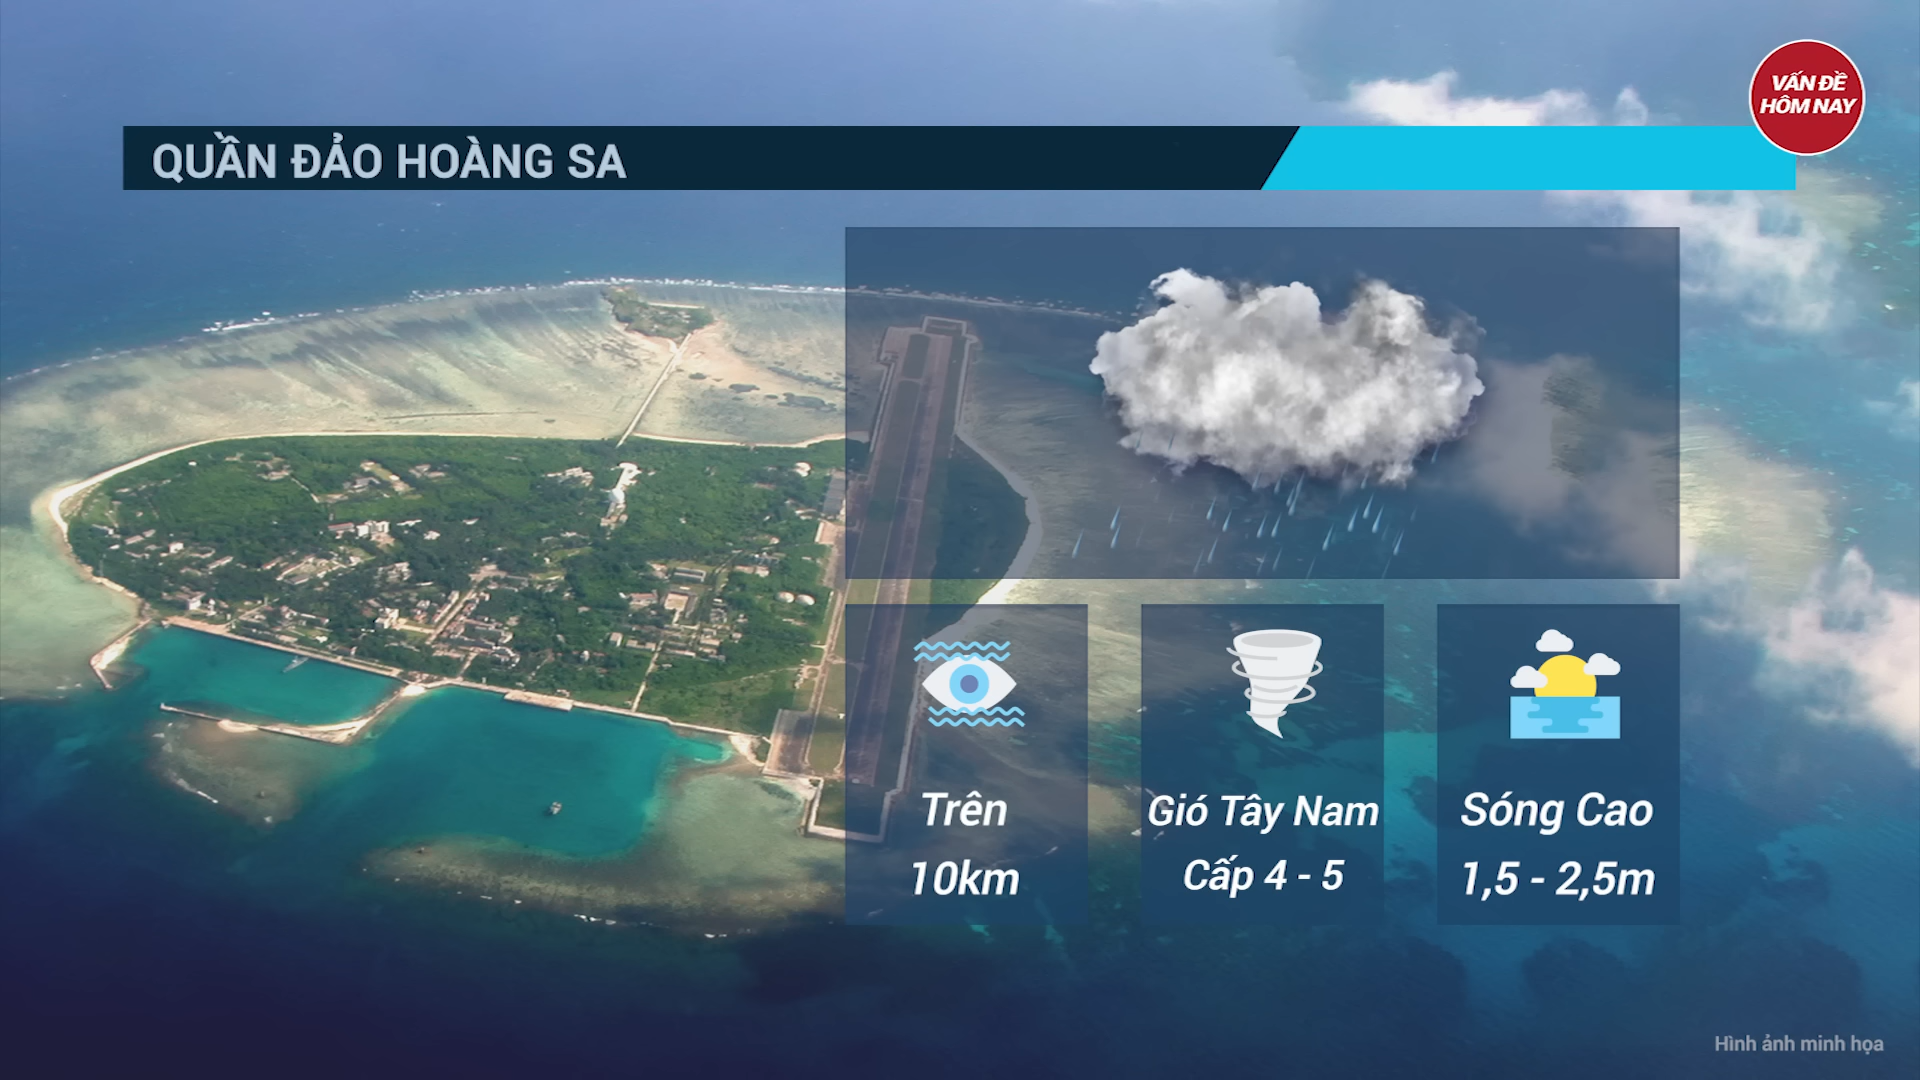 VẤN ĐỀ
HÔM NAY
QUẦN ĐẢO HOÀNG SA
Trên
10km
Gió Tây Nam
Cấp 4 - 5
Sóng Cao
1,5 - 2,5m
Hình ảnh minh họa